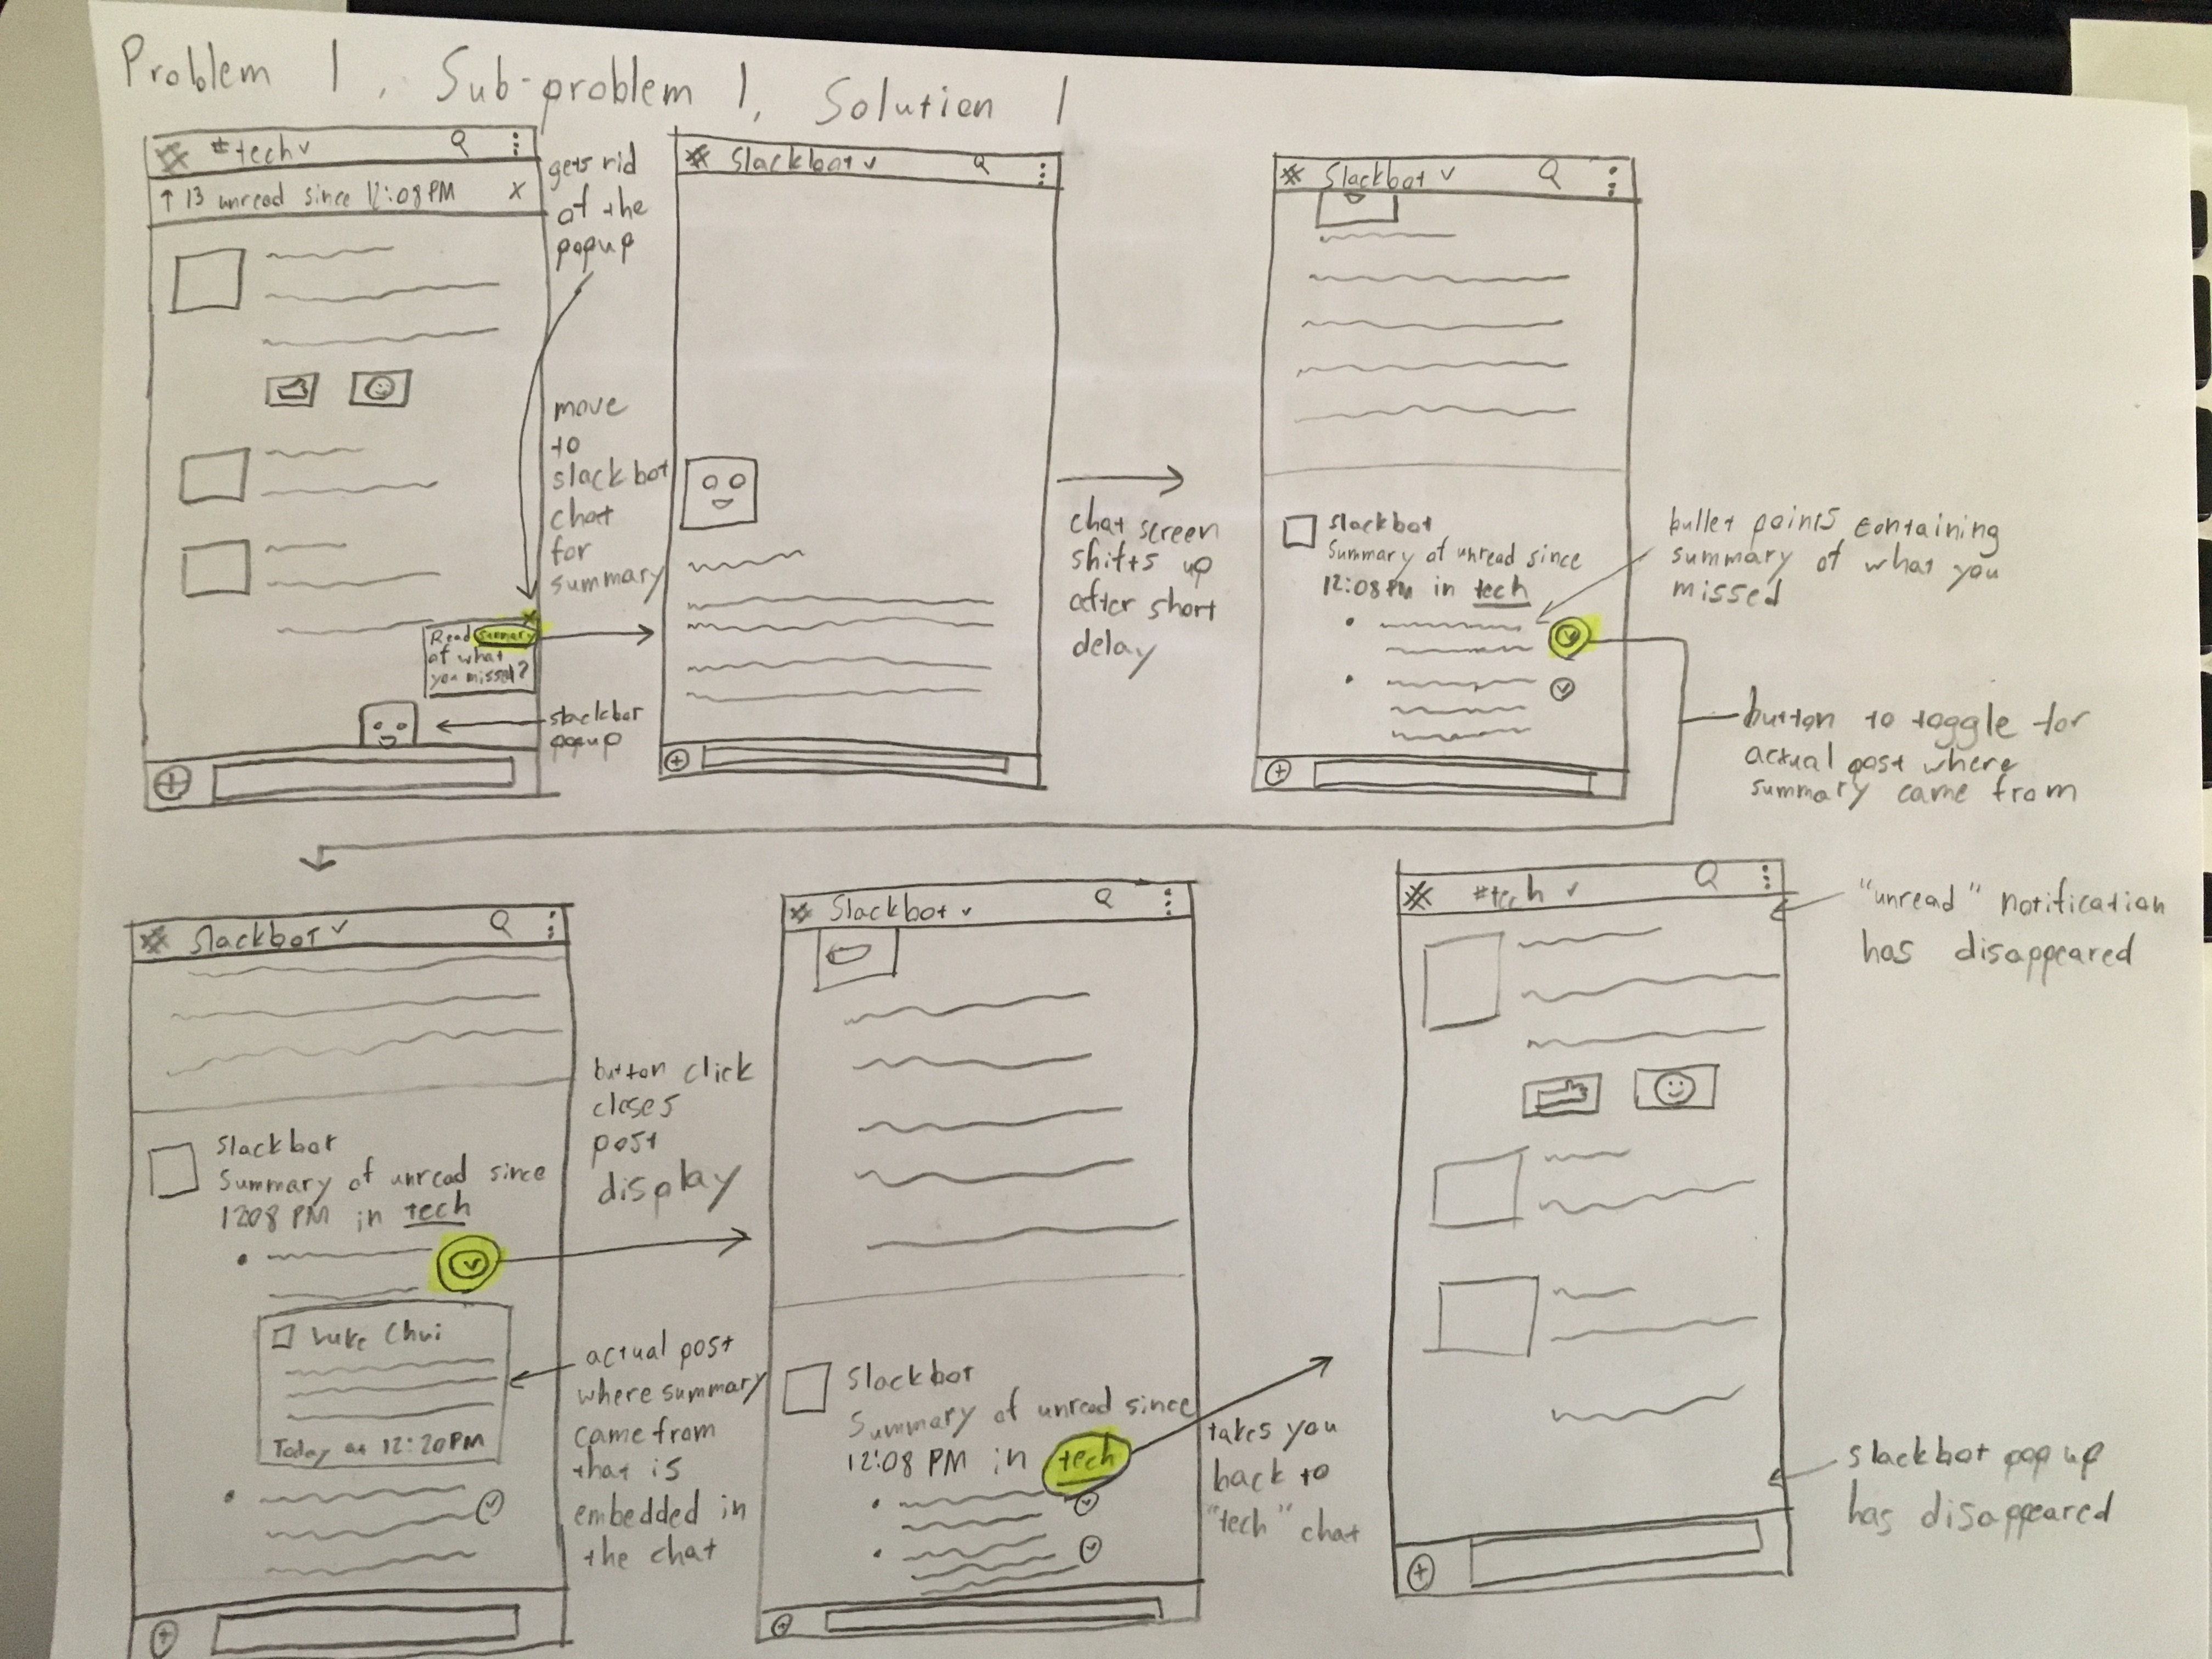 Problem 1, Sub-problem 1, Solution 1
#tech
↑ 13 unread since 12:08 PM x
gets rid
of the
popup
move
to
slackbot
chat
for
summary
Read summary
of what
you missed?
slackbot
popup
Slackbot
chat screen
shifts up
after short
delay
Slackbot
slackbot
Summary of unread since
12:08 PM in tech
bullet points containing
summary of what you
missed
button to toggle for
actual post where
summary came from
Slackbot
Slackbot
Summary of unread since
12:08 PM in tech
Luke Chui
Today at 12:20 PM
button click
closes
post
display
actual post
where summary
came from
that is
embedded in
the chat
Slackbot
Slackbot
Summary of unread since
12:08 PM in tech
takes you
back to
"tech" chat
#tech
"unread" notification
has disappeared
slackbot pop up
has disappeared